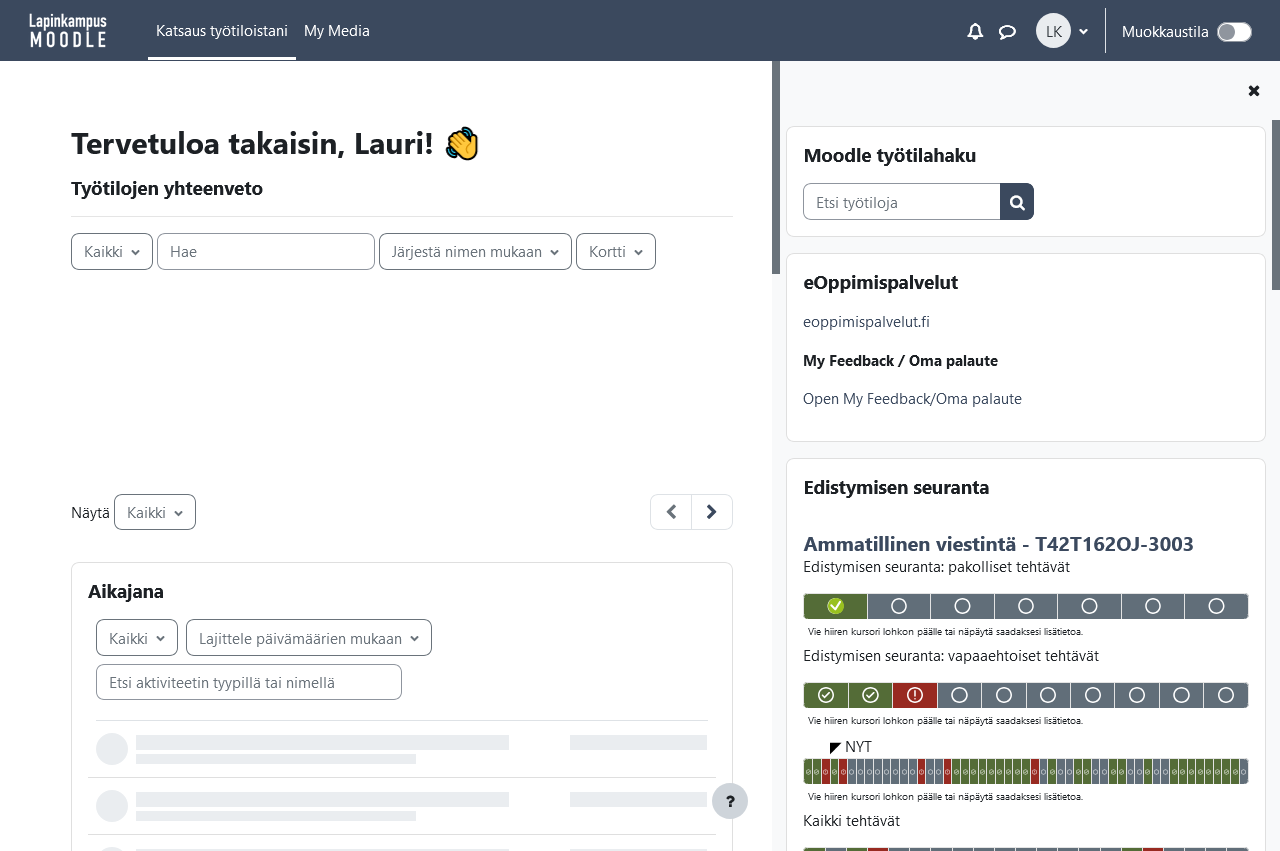 Lapinkampus
MOODLE
Katsaus työtiloistani
My Media
LK
Muokkaustila
Tervetuloa takaisin, Lauri! 👋
Työtilojen yhteenveto
Kaikki
Hae
Järjestä nimen mukaan
Kortti
Näytä
Kaikki
Aikajana
Kaikki
Lajittele päivämäärien mukaan
Etsi aktiviteetin tyypillä tai nimellä
?
Moodle työtilahaku
Etsi työtiloja
eOppimispalvelut
eoppimispalvelut.fi
My Feedback / Oma palaute
Open My Feedback/Oma palaute
Edistymisen seuranta
Ammatillinen viestintä - T42T162OJ-3003
Edistymisen seuranta: pakolliset tehtävät
Vie hiiren kursori lohkon päälle tai näpäytä saadaksesi lisätietoa.
Edistymisen seuranta: vapaaehtoiset tehtävät
Vie hiiren kursori lohkon päälle tai näpäytä saadaksesi lisätietoa.
NYT
Vie hiiren kursori lohkon päälle tai näpäytä saadaksesi lisätietoa.
Kaikki tehtävät